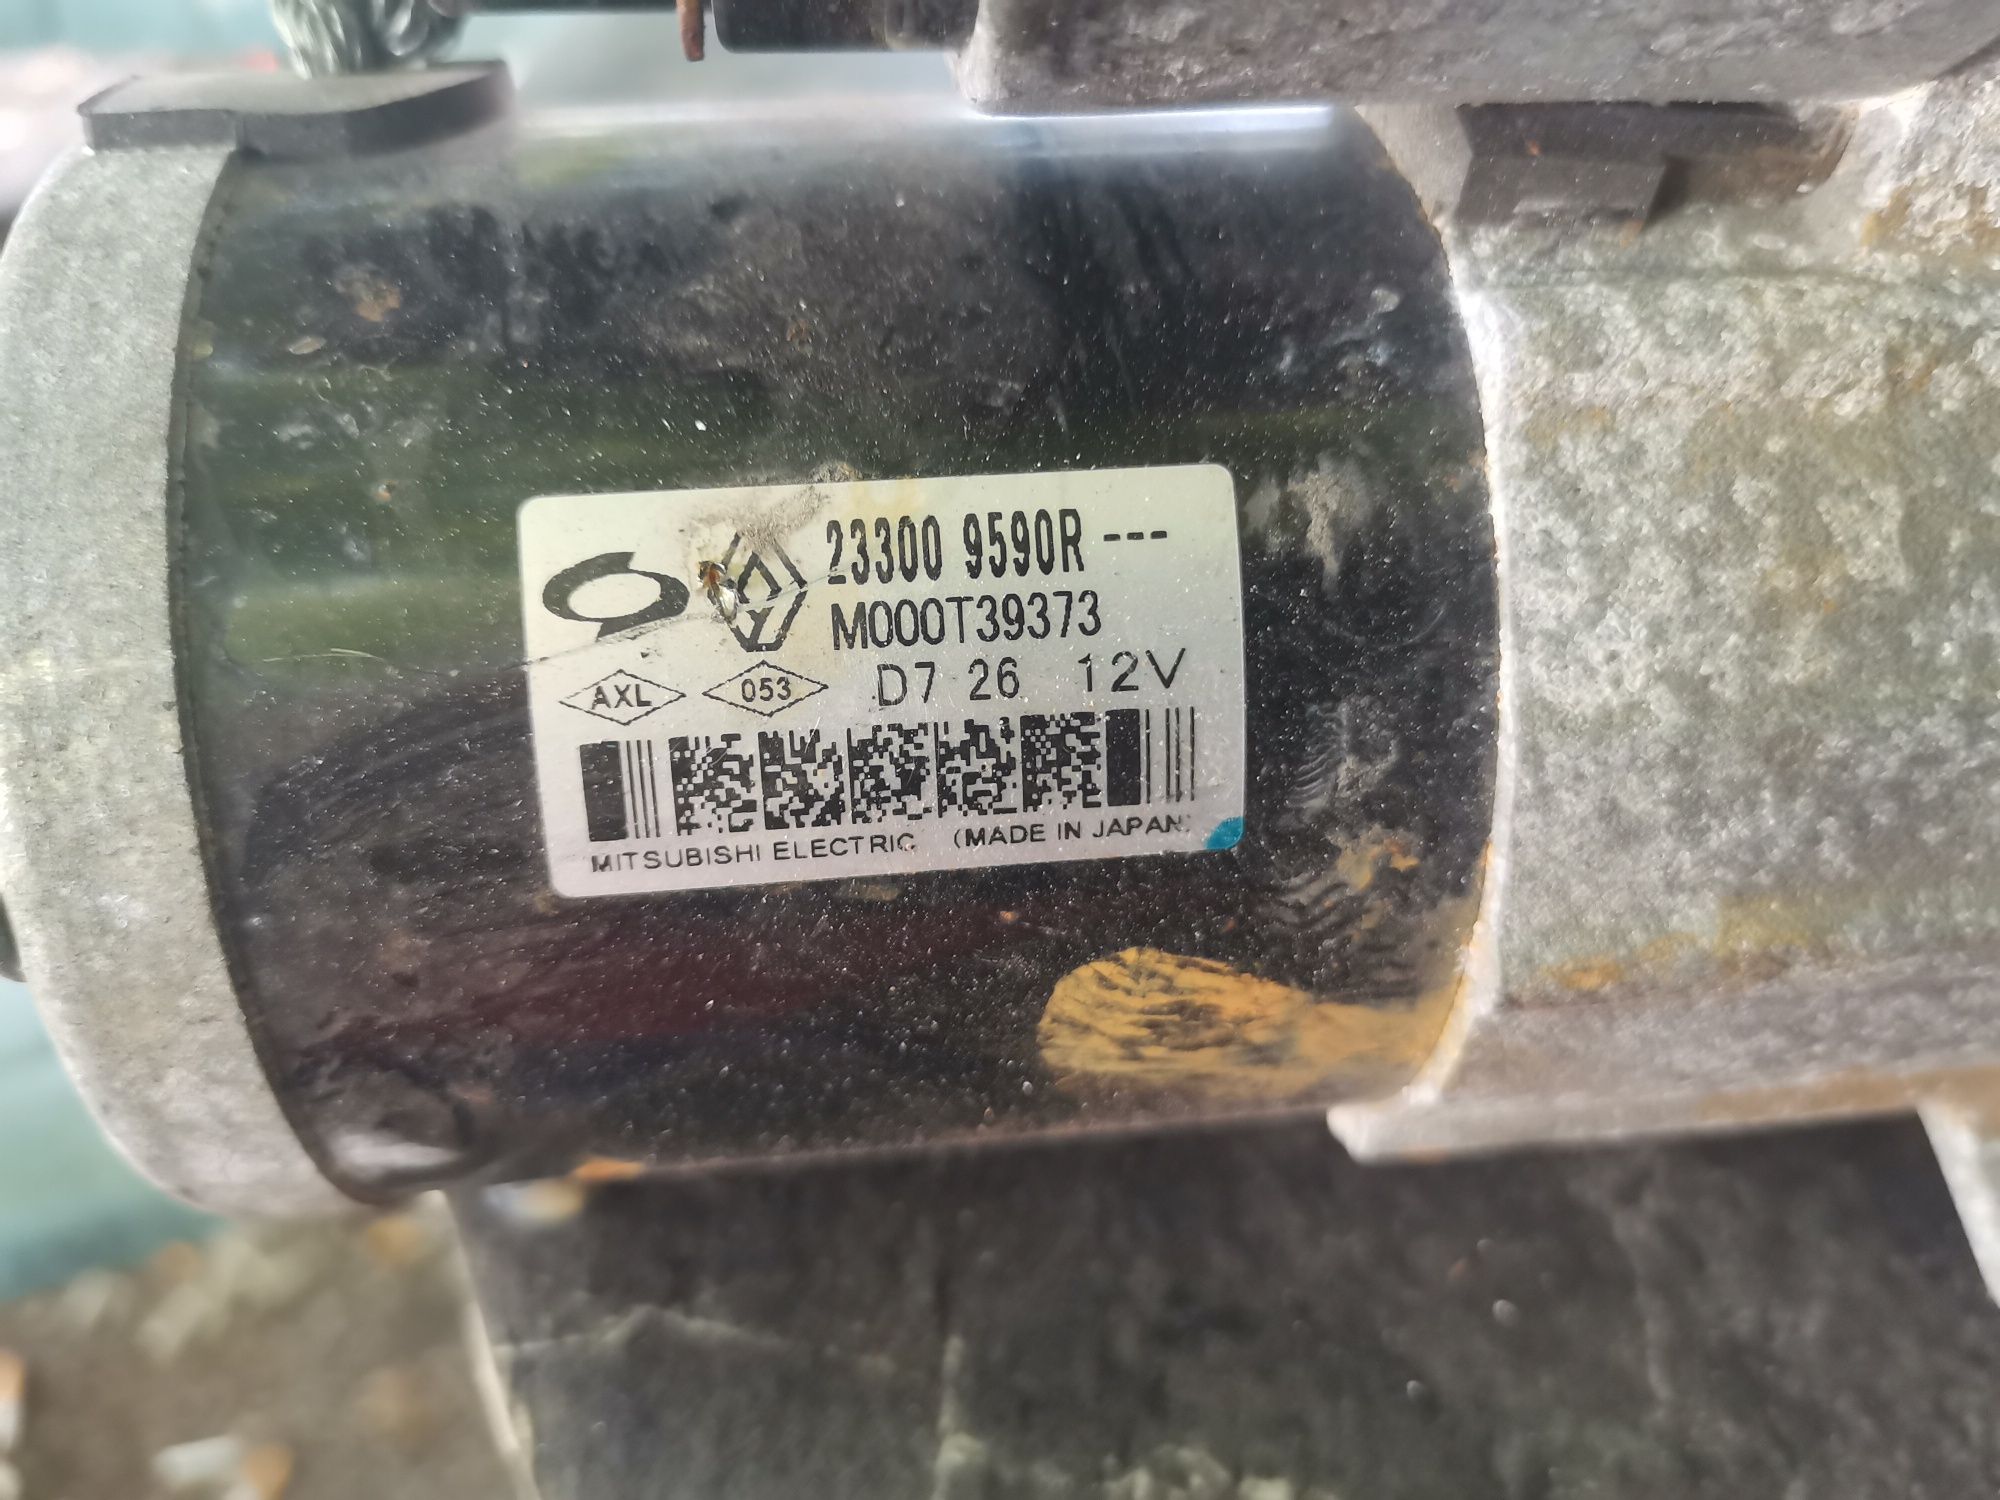 23300 9590R ---
M000T39373
AXL 053 D7 26 12V
MITSUBISHI ELECTRIC (MADE IN JAPAN)